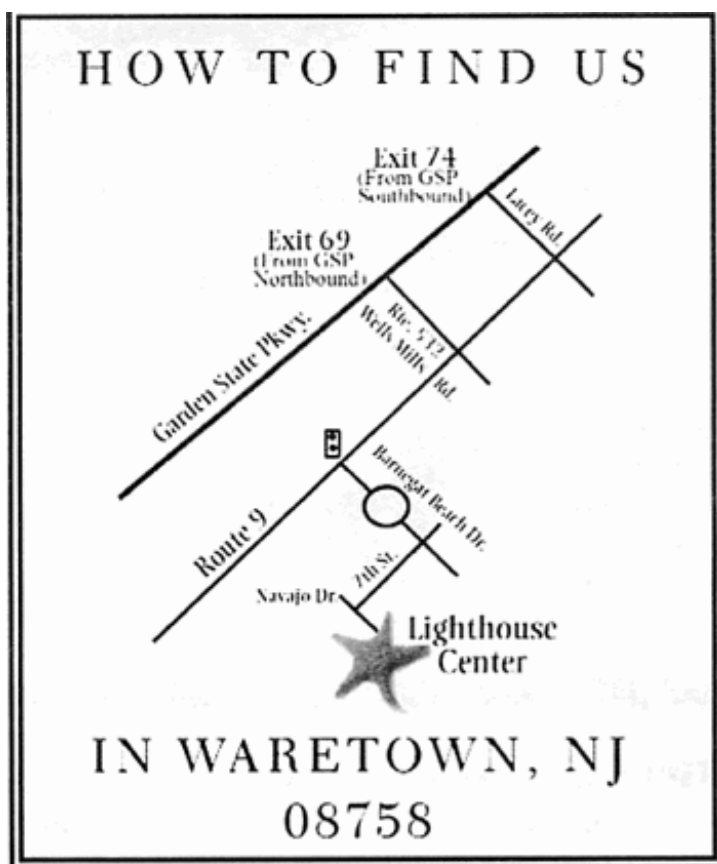 HOW TO FIND US
Exit 74
(From GSP
Southbound)
Lacey Rd.
Exit 69
(From GSP
Northbound)
Rte. 532
Wells Mills Rd.
Garden State Pkwy.
Barnegat Beach Dr.
Route 9
7th St.
Navajo Dr.
Lighthouse
Center
IN WARETOWN, NJ
08758